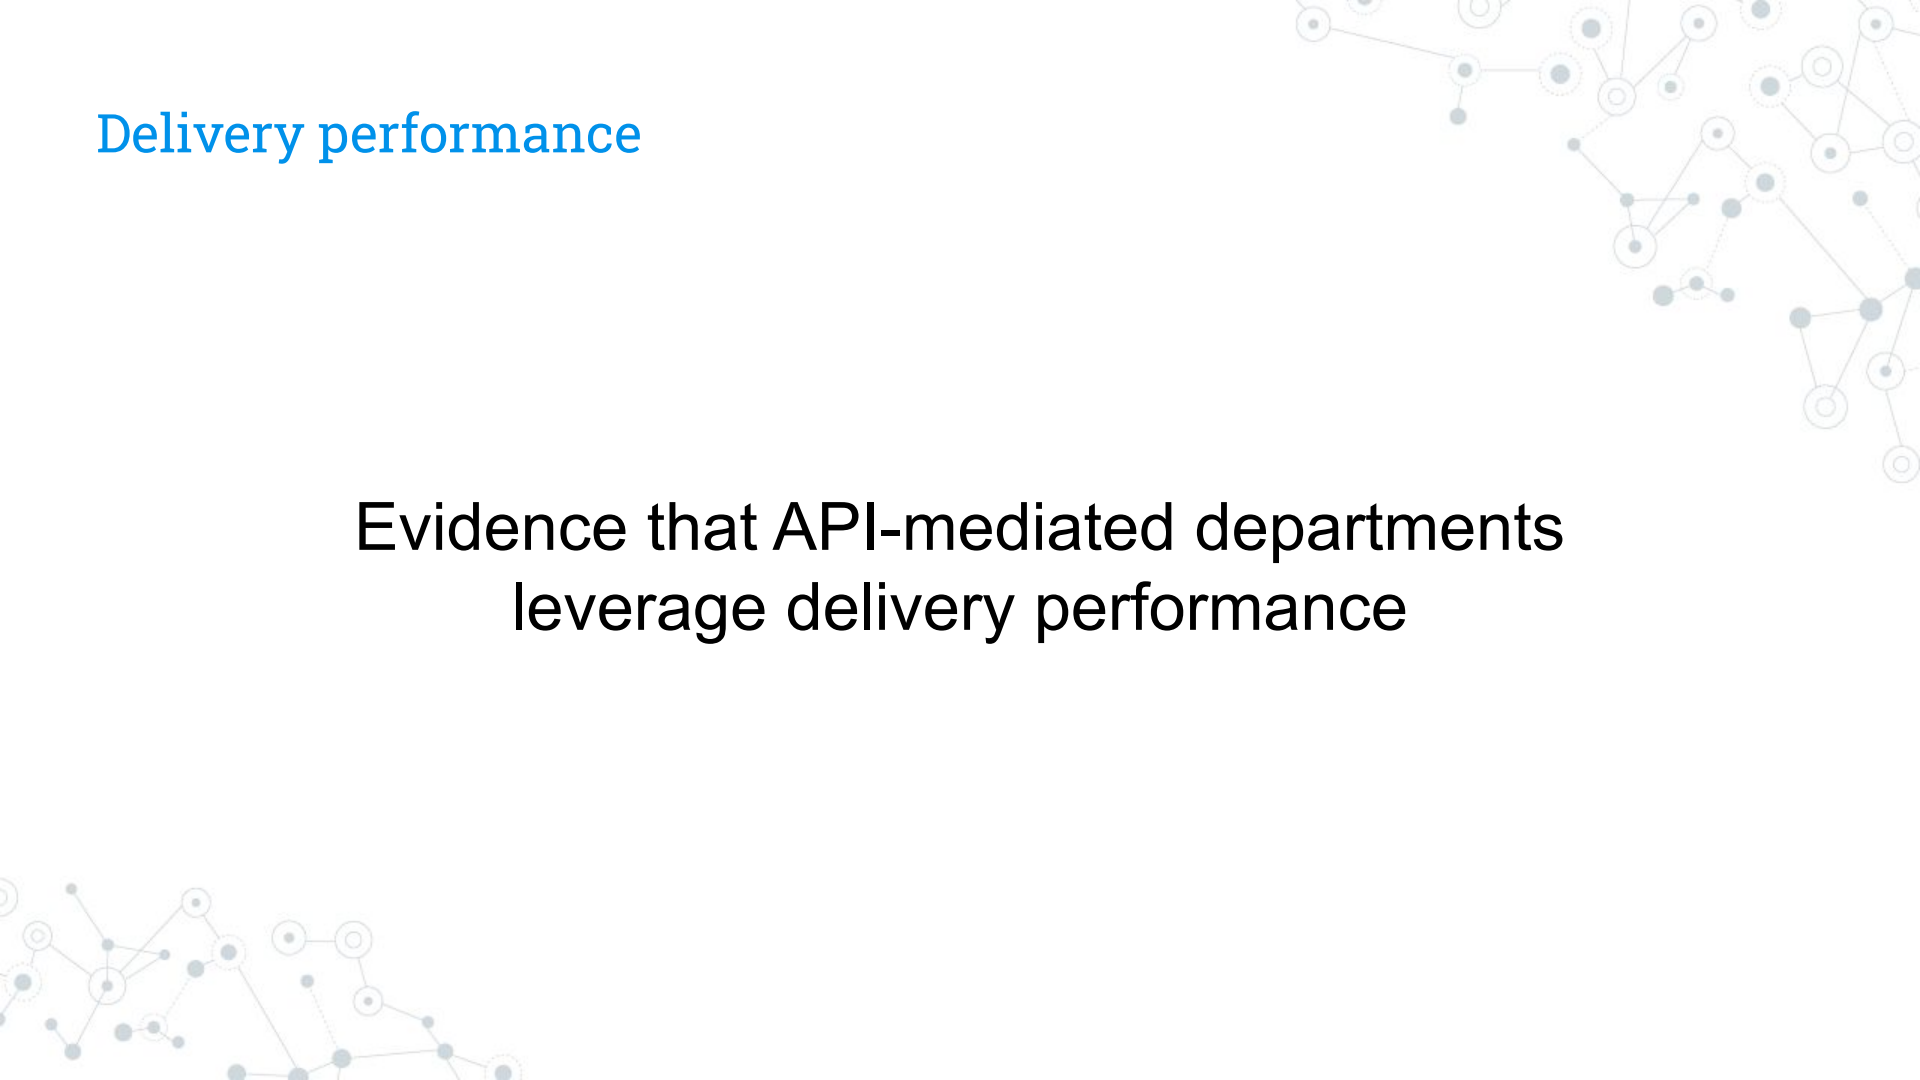 Delivery performance
Evidence that API-mediated departments
leverage delivery performance